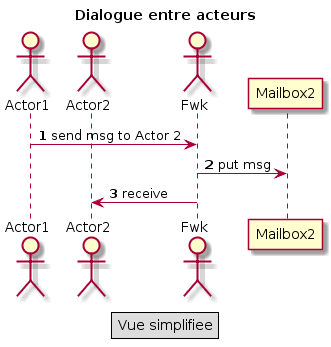 Dialogue entre acteurs
Actor1 Actor2 Fwk Mailbox2
1 send msg to Actor 2
2 put msg
3 receive
Actor1 Actor2 Fwk Mailbox2
Vue simplifiee